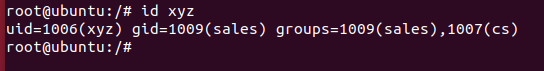 root@ubuntu:/# id xyz
uid=1006(xyz) gid=1009(sales) groups=1009(sales),1007(cs)
root@ubuntu:/#